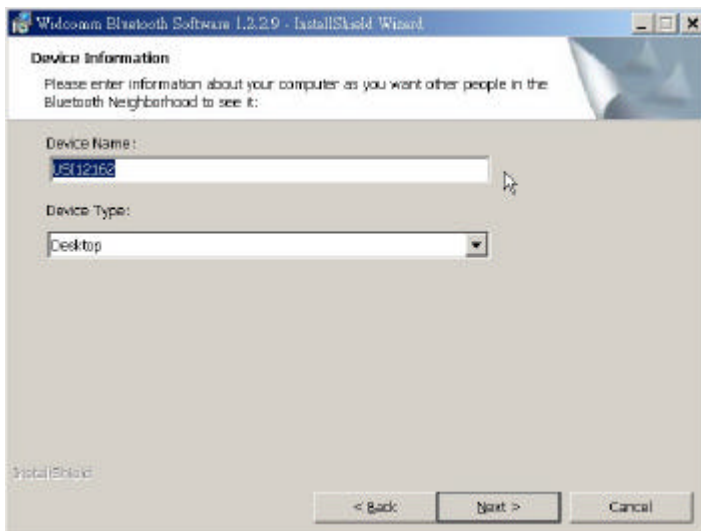 Widcomm Bluetooth Software 1.2.2.9 - InstallShield Wizard
Device Information
Please enter information about your computer as you want other people in the
Bluetooth Neighborhood to see it:
Device Name:
USI12162
Device Type:
Desktop
InstallShield
< Back
Next >
Cancel